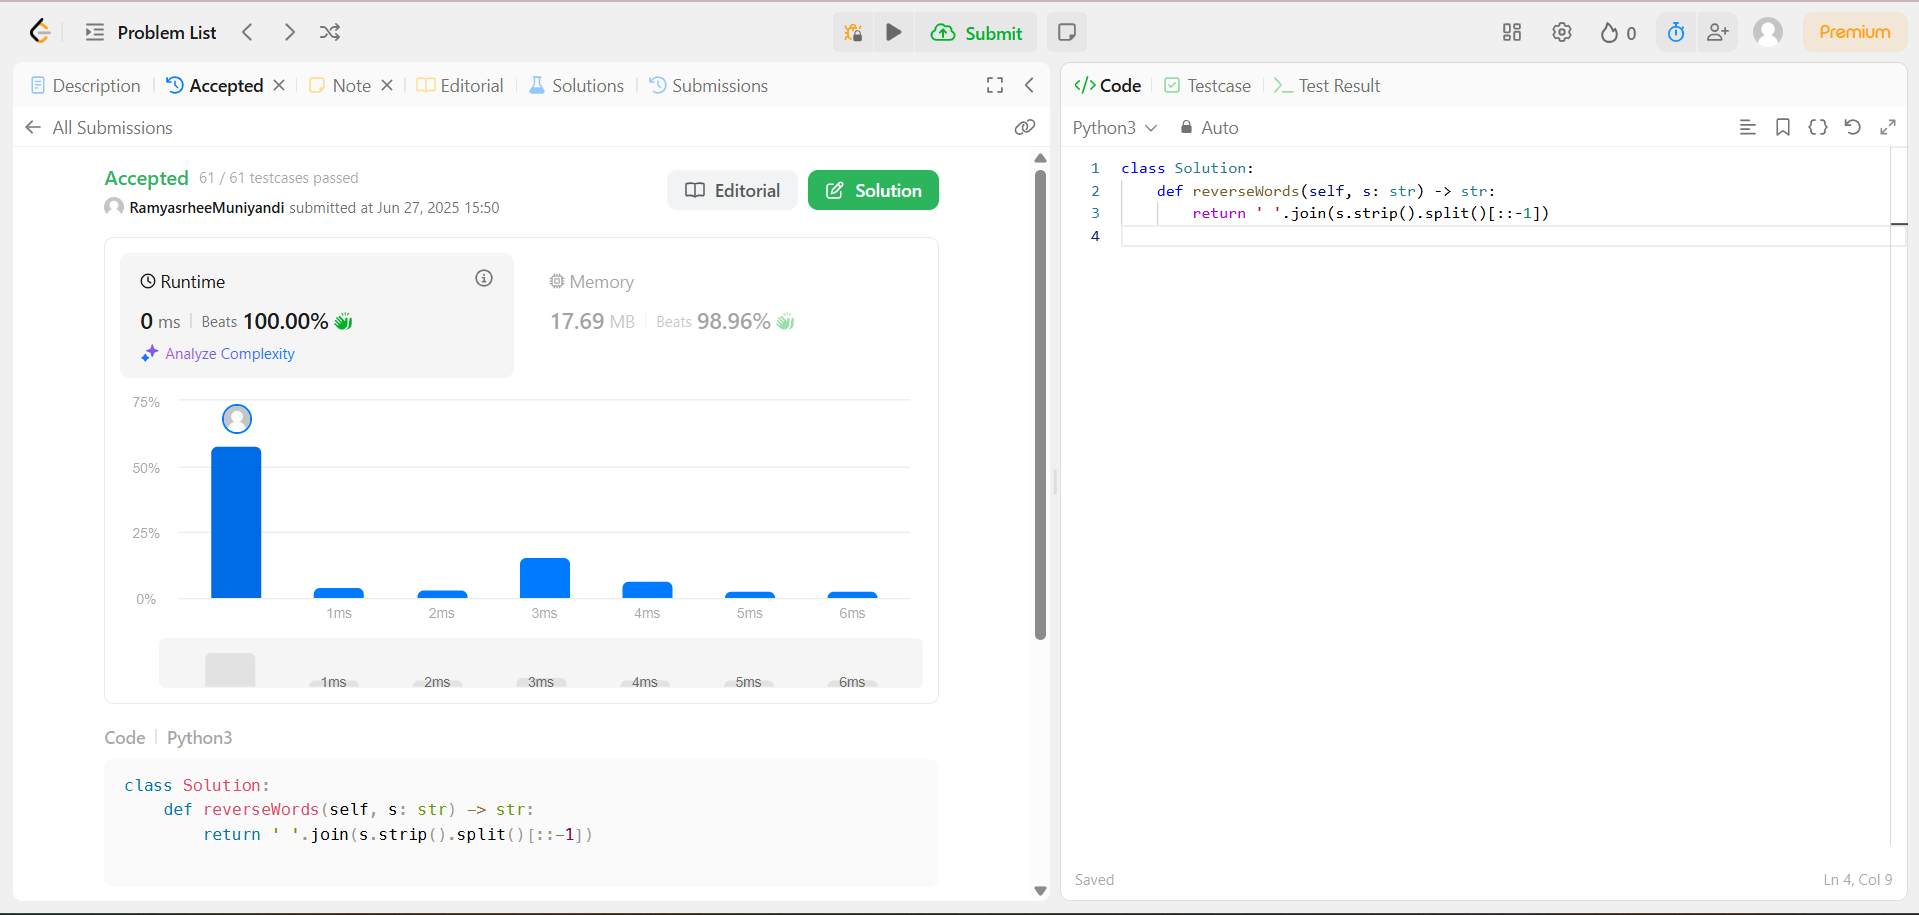 Problem List
Submit
0
Premium
Description
Accepted
Note
Editorial
Solutions
Submissions
All Submissions
Accepted 61 / 61 testcases passed
RamyasrheeMuniyandi submitted at Jun 27, 2025 15:50
Editorial
Solution
Runtime
0 ms Beats 100.00%
Analyze Complexity
Memory
17.69 MB Beats 98.96%
75%
50%
25%
0%
1ms 2ms 3ms 4ms 5ms 6ms
1ms 2ms 3ms 4ms 5ms 6ms
Code Python3
class Solution:
    def reverseWords(self, s: str) -> str:
        return ' '.join(s.strip().split()[::-1])
Code
Testcase
Test Result
Python3 Auto
1 class Solution:
2     def reverseWords(self, s: str) -> str:
3         return ' '.join(s.strip().split()[::-1])
4
Saved
Ln 4, Col 9